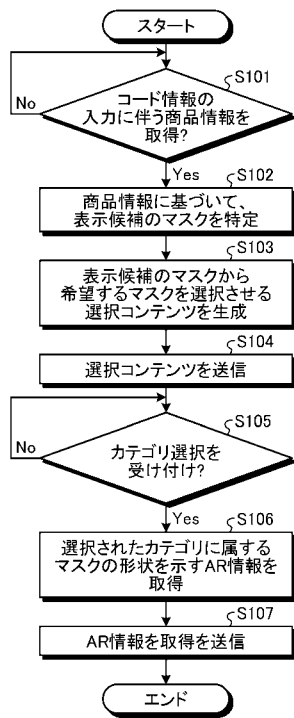 スタート
S101
コード情報の
入力に伴う商品情報を
取得?
No
Yes
S102
商品情報に基づいて、
表示候補のマスクを特定
S103
表示候補のマスクから
希望するマスクを選択させる
選択コンテンツを生成
S104
選択コンテンツを送信
S105
No
カテゴリ選択を
受け付け?
Yes
S106
選択されたカテゴリに属する
マスクの形状を示すAR情報を
取得
S107
AR情報を取得を送信
エンド